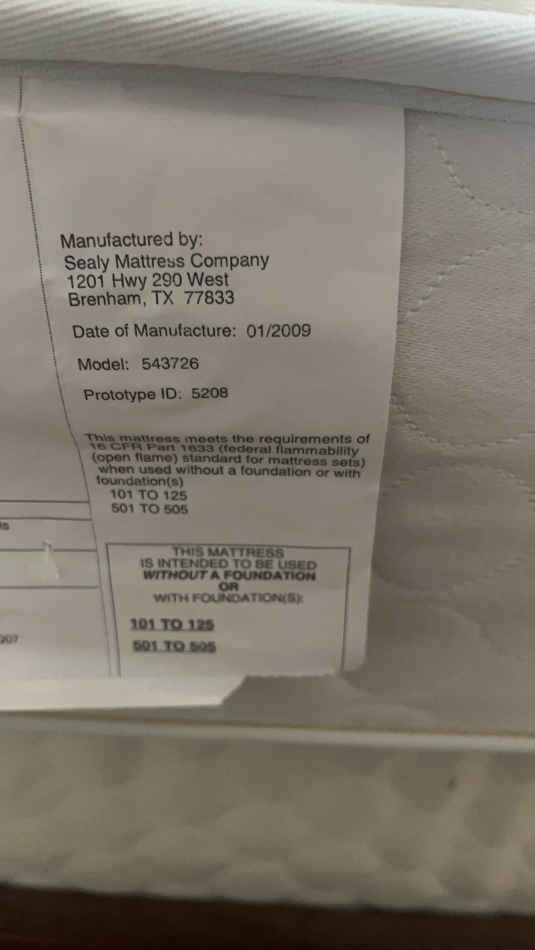 Manufactured by:
Sealy Mattress Company
1201 Hwy 290 West
Brenham, TX 77833
Date of Manufacture: 01/2009
Model: 543726
Prototype ID: 5208
This mattress meets the requirements of
16 CFR Part 1633 (federal flammability
(open flame) standard for mattress sets)
when used without a foundation or with
foundation(s)
101 TO 125
501 TO 505
THIS MATTRESS
IS INTENDED TO BE USED
WITHOUT A FOUNDATION
OR
WITH FOUNDATION(S):
101 TO 125
501 TO 505